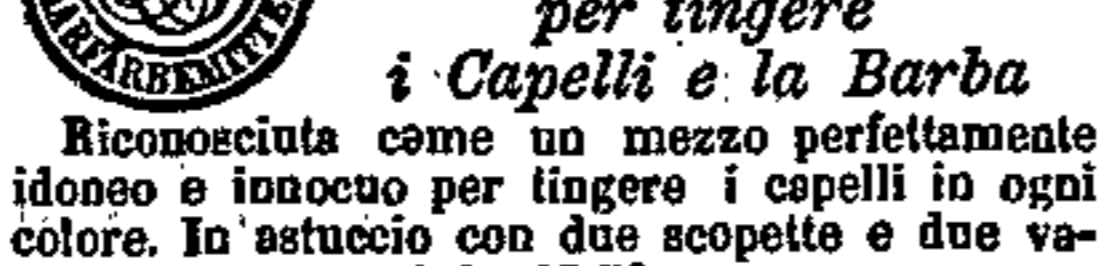 per tingere
i Capelli e la Barba
ARFÄRBEMITTE
Riconosciuta come un mezzo perfettamente
idoneo e innocuo per tingere i capelli in ogni
colore. In astuccio con due scopette e due va-